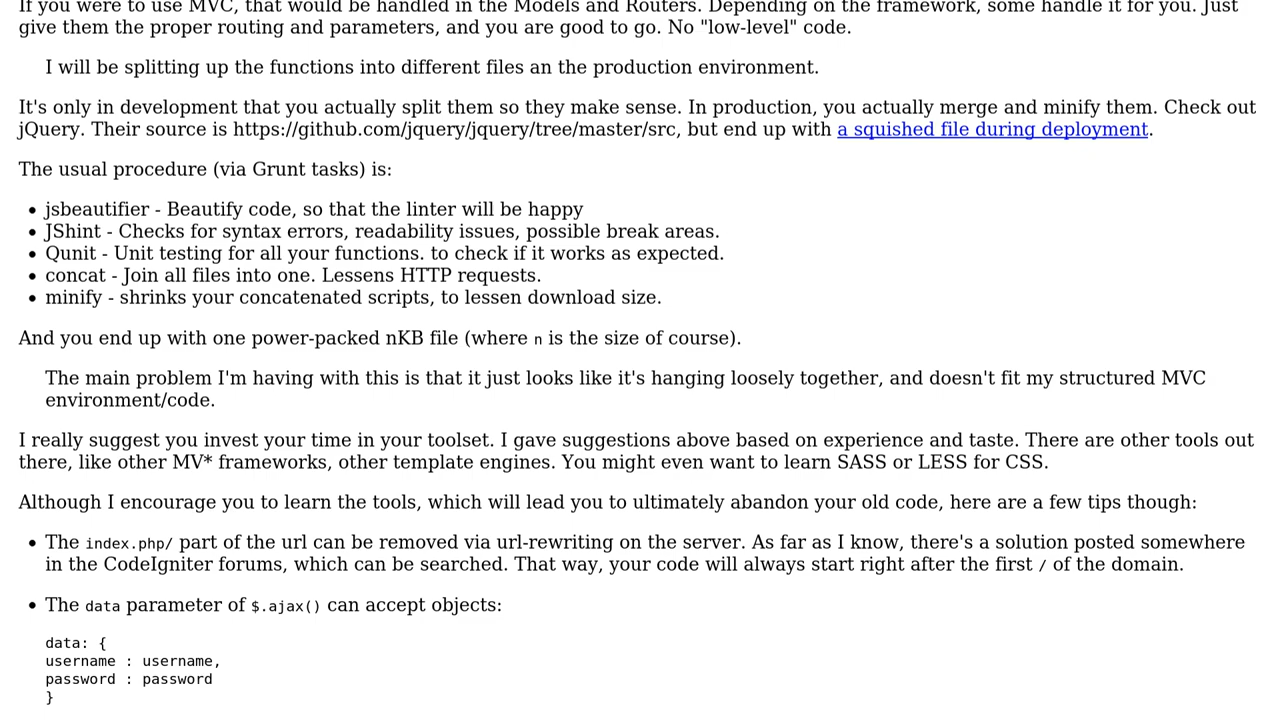 If you were to use MVC, that would be handled in the Models and Routers. Depending on the framework, some handle it for you. Just
give them the proper routing and parameters, and you are good to go. No "low-level" code.
I will be splitting up the functions into different files an the production environment.
It's only in development that you actually split them so they make sense. In production, you actually merge and minify them. Check out
jQuery. Their source is https://github.com/jquery/jquery/tree/master/src, but end up with a squished file during deployment.
The usual procedure (via Grunt tasks) is:
• jsbeautifier - Beautify code, so that the linter will be happy
• JShint - Checks for syntax errors, readability issues, possible break areas.
• Qunit - Unit testing for all your functions. to check if it works as expected.
• concat - Join all files into one. Lessens HTTP requests.
• minify - shrinks your concatenated scripts, to lessen download size.
And you end up with one power-packed nKB file (where n is the size of course).
The main problem I'm having with this is that it just looks like it's hanging loosely together, and doesn't fit my structured MVC
environment/code.
I really suggest you invest your time in your toolset. I gave suggestions above based on experience and taste. There are other tools out
there, like other MV* frameworks, other template engines. You might even want to learn SASS or LESS for CSS.
Although I encourage you to learn the tools, which will lead you to ultimately abandon your old code, here are a few tips though:
• The index.php/ part of the url can be removed via url-rewriting on the server. As far as I know, there's a solution posted somewhere
in the CodeIgniter forums, which can be searched. That way, your code will always start right after the first / of the domain.
• The data parameter of $.ajax() can accept objects:
data: {
username : username,
password : password
}